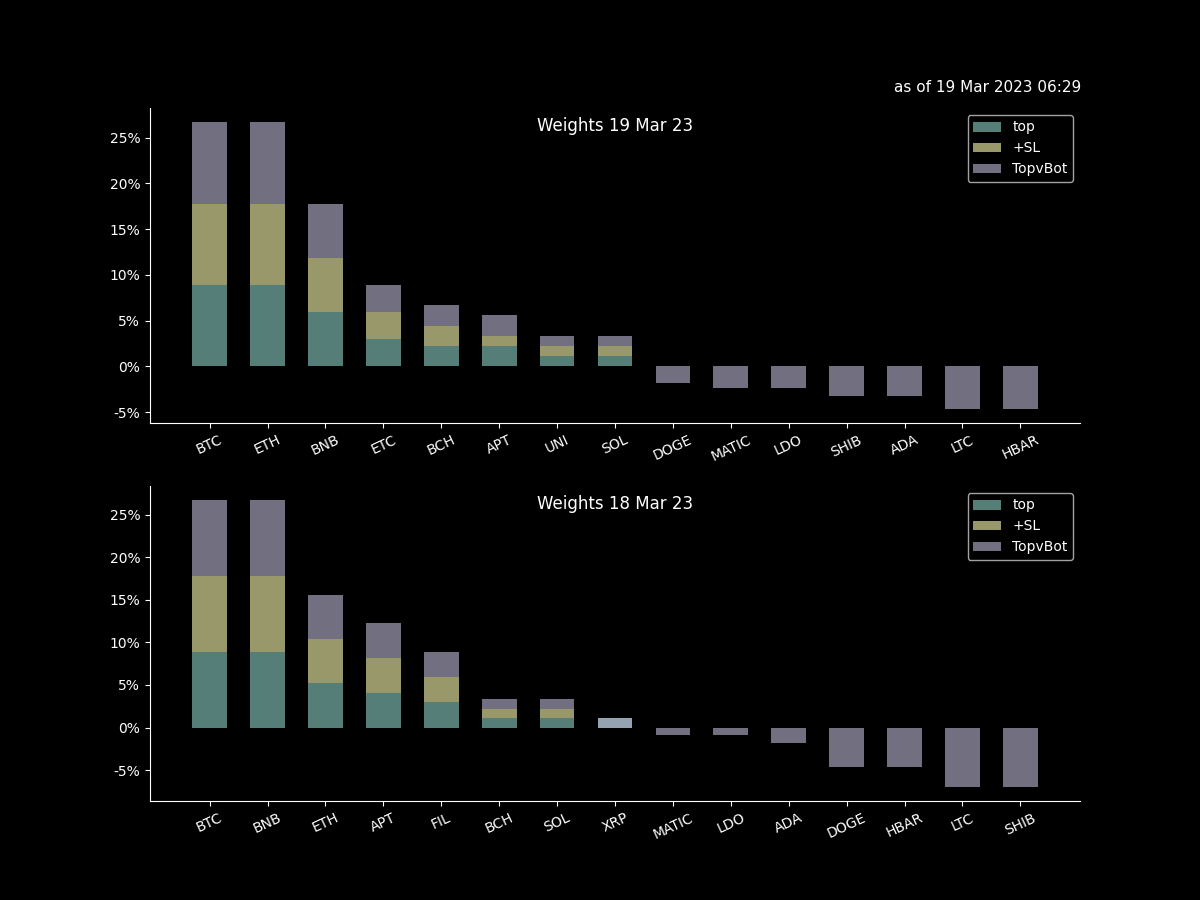 as of 19 Mar 2023 06:29
Weights 19 Mar 23
top
+SL
TopvBot
25%
20%
15%
10%
5%
0%
-5%
BTC ETH BNB ETC BCH APT UNI SOL DOGE MATIC LDO SHIB ADA LTC HBAR
Weights 18 Mar 23
top
+SL
TopvBot
25%
20%
15%
10%
5%
0%
-5%
BTC BNB ETH APT FIL BCH SOL XRP MATIC LDO ADA DOGE HBAR LTC SHIB